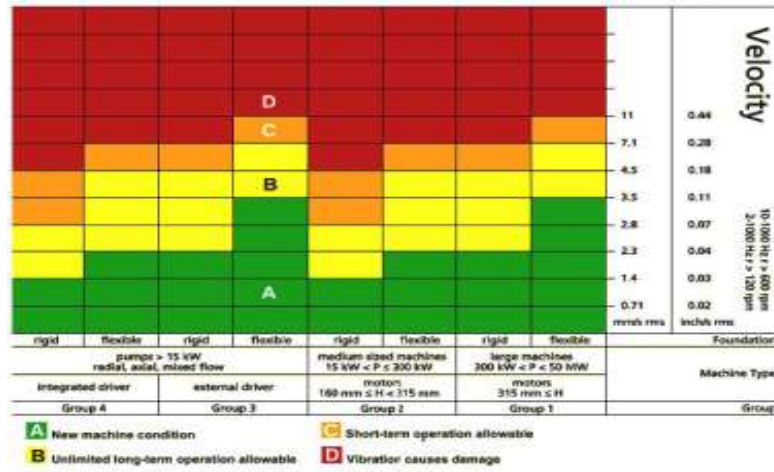 D
C
B
A
11 0.44
7.1 0.28
4.5 0.18
3.5 0.11
2.8 0.07
2.3 0.04
1.4 0.03
0.71 0.02
mm/s rms inch/s rms
Velocity
10-1000 Hz r > 600 rpm
2-1000 Hz r > 120 rpm
rigid flexible rigid flexible rigid flexible rigid flexible Foundation
pumps > 15 kW
radial, axial, mixed flow
medium sized machines
15 kW < P ≤ 300 kW
large machines
300 kW < P < 50 MW
Machine Type
integrated driver external driver
motors
160 mm ≤ H < 315 mm
motors
315 mm ≤ H
Group 4 Group 3 Group 2 Group 1 Group
A New machine condition
C Short-term operation allowable
B Unlimited long-term operation allowable
D Vibration causes damage